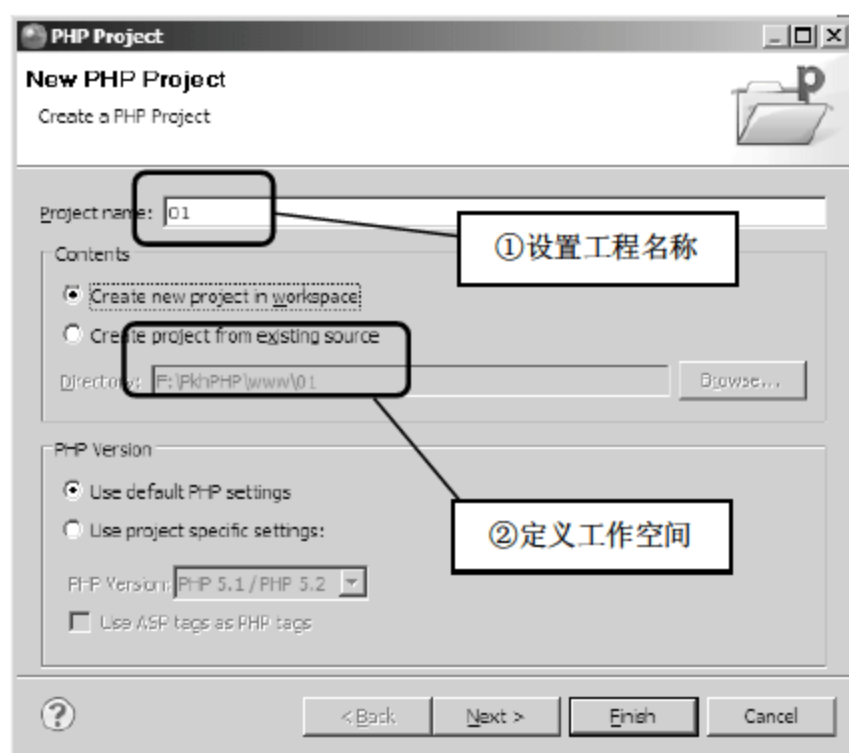 PHP Project
New PHP Project
Create a PHP Project
Project name: 01
①设置工程名称
Contents
Create new project in workspace
Create project from existing source
Directory: F:\PkhPHP\www\01 Browse...
PHP Version
Use default PHP settings
Use project specific settings:
②定义工作空间
PHP Version: PHP 5.1 / PHP 5.2
Use ASP tags as PHP tags
? < Back Next > Finish Cancel